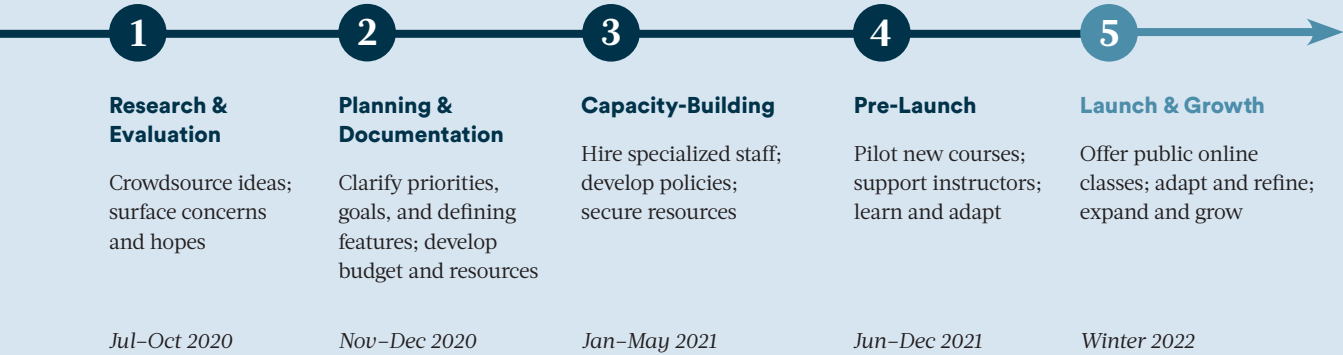 1
Research &
Evaluation
Crowdsource ideas;
surface concerns
and hopes
Jul–Oct 2020
2
Planning &
Documentation
Clarify priorities,
goals, and defining
features; develop
budget and resources
Nov–Dec 2020
3
Capacity-Building
Hire specialized staff;
develop policies;
secure resources
Jan–May 2021
4
Pre-Launch
Pilot new courses;
support instructors;
learn and adapt
Jun–Dec 2021
5
Launch & Growth
Offer public online
classes; adapt and refine;
expand and grow
Winter 2022